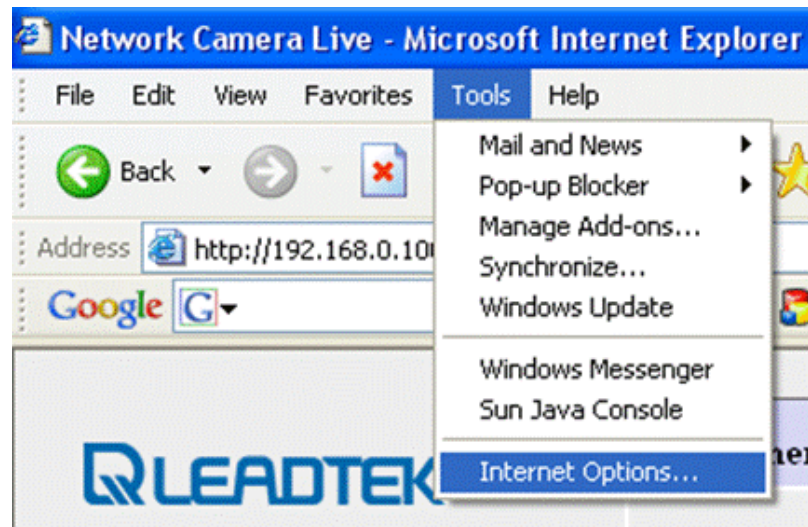 Network Camera Live - Microsoft Internet Explorer
File Edit View Favorites Tools Help
Back
Mail and News
Pop-up Blocker
Manage Add-ons...
Synchronize...
Windows Update
Windows Messenger
Sun Java Console
Internet Options...
Address http://192.168.0.10
Google G
LEADTEK